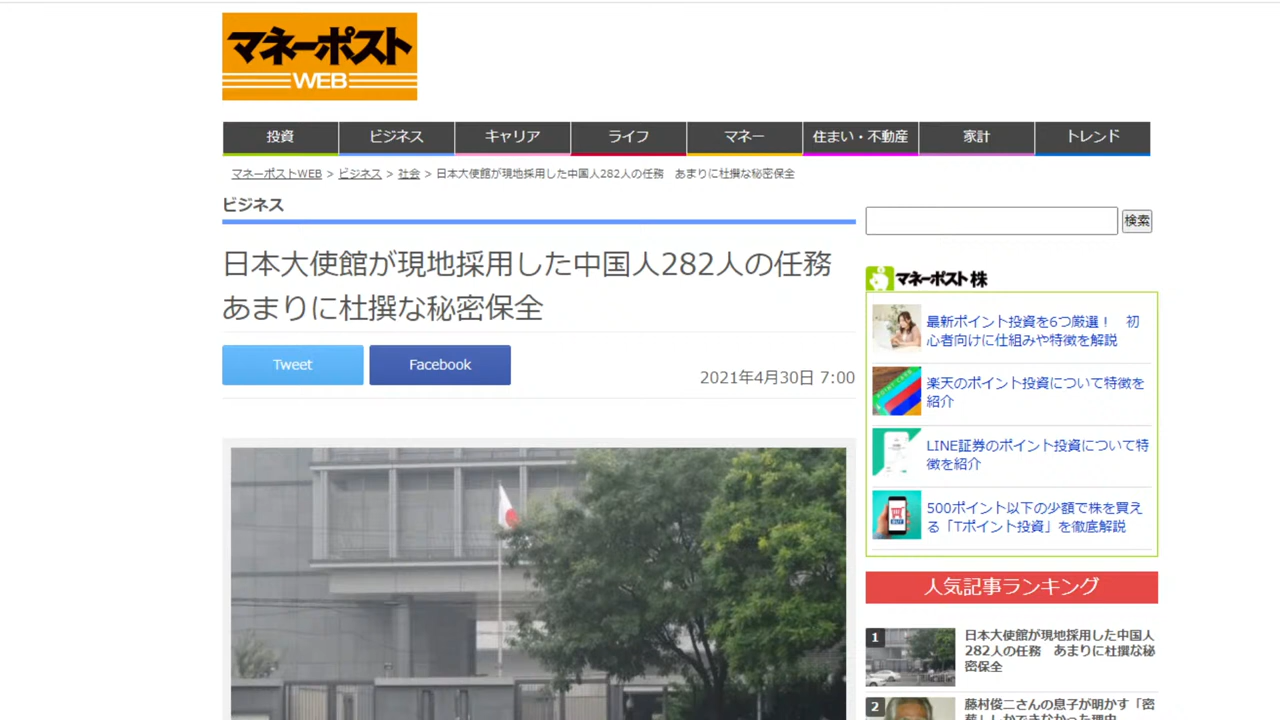 マネーポスト
WEB
投資 ビジネス キャリア ライフ マネー 住まい・不動産 家計 トレンド
マネーポストWEB > ビジネス > 社会 > 日本大使館が現地採用した中国人282人の任務　あまりに杜撰な秘密保全
ビジネス
検索
日本大使館が現地採用した中国人282人の任務
あまりに杜撰な秘密保全
Tweet
Facebook
2021年4月30日 7:00
マネーポスト 株
最新ポイント投資を6つ厳選！　初
心者向けに仕組みや特徴を解説
楽天のポイント投資について特徴を
紹介
LINE証券のポイント投資について特
徴を紹介
500ポイント以下の少額で株を買え
る「Tポイント投資」を徹底解説
人気記事ランキング
1
日本大使館が現地採用した中国人
282人の任務　あまりに杜撰な秘
密保全
2
藤村俊二さんの息子が明かす「密
葬」しかできなかった理由